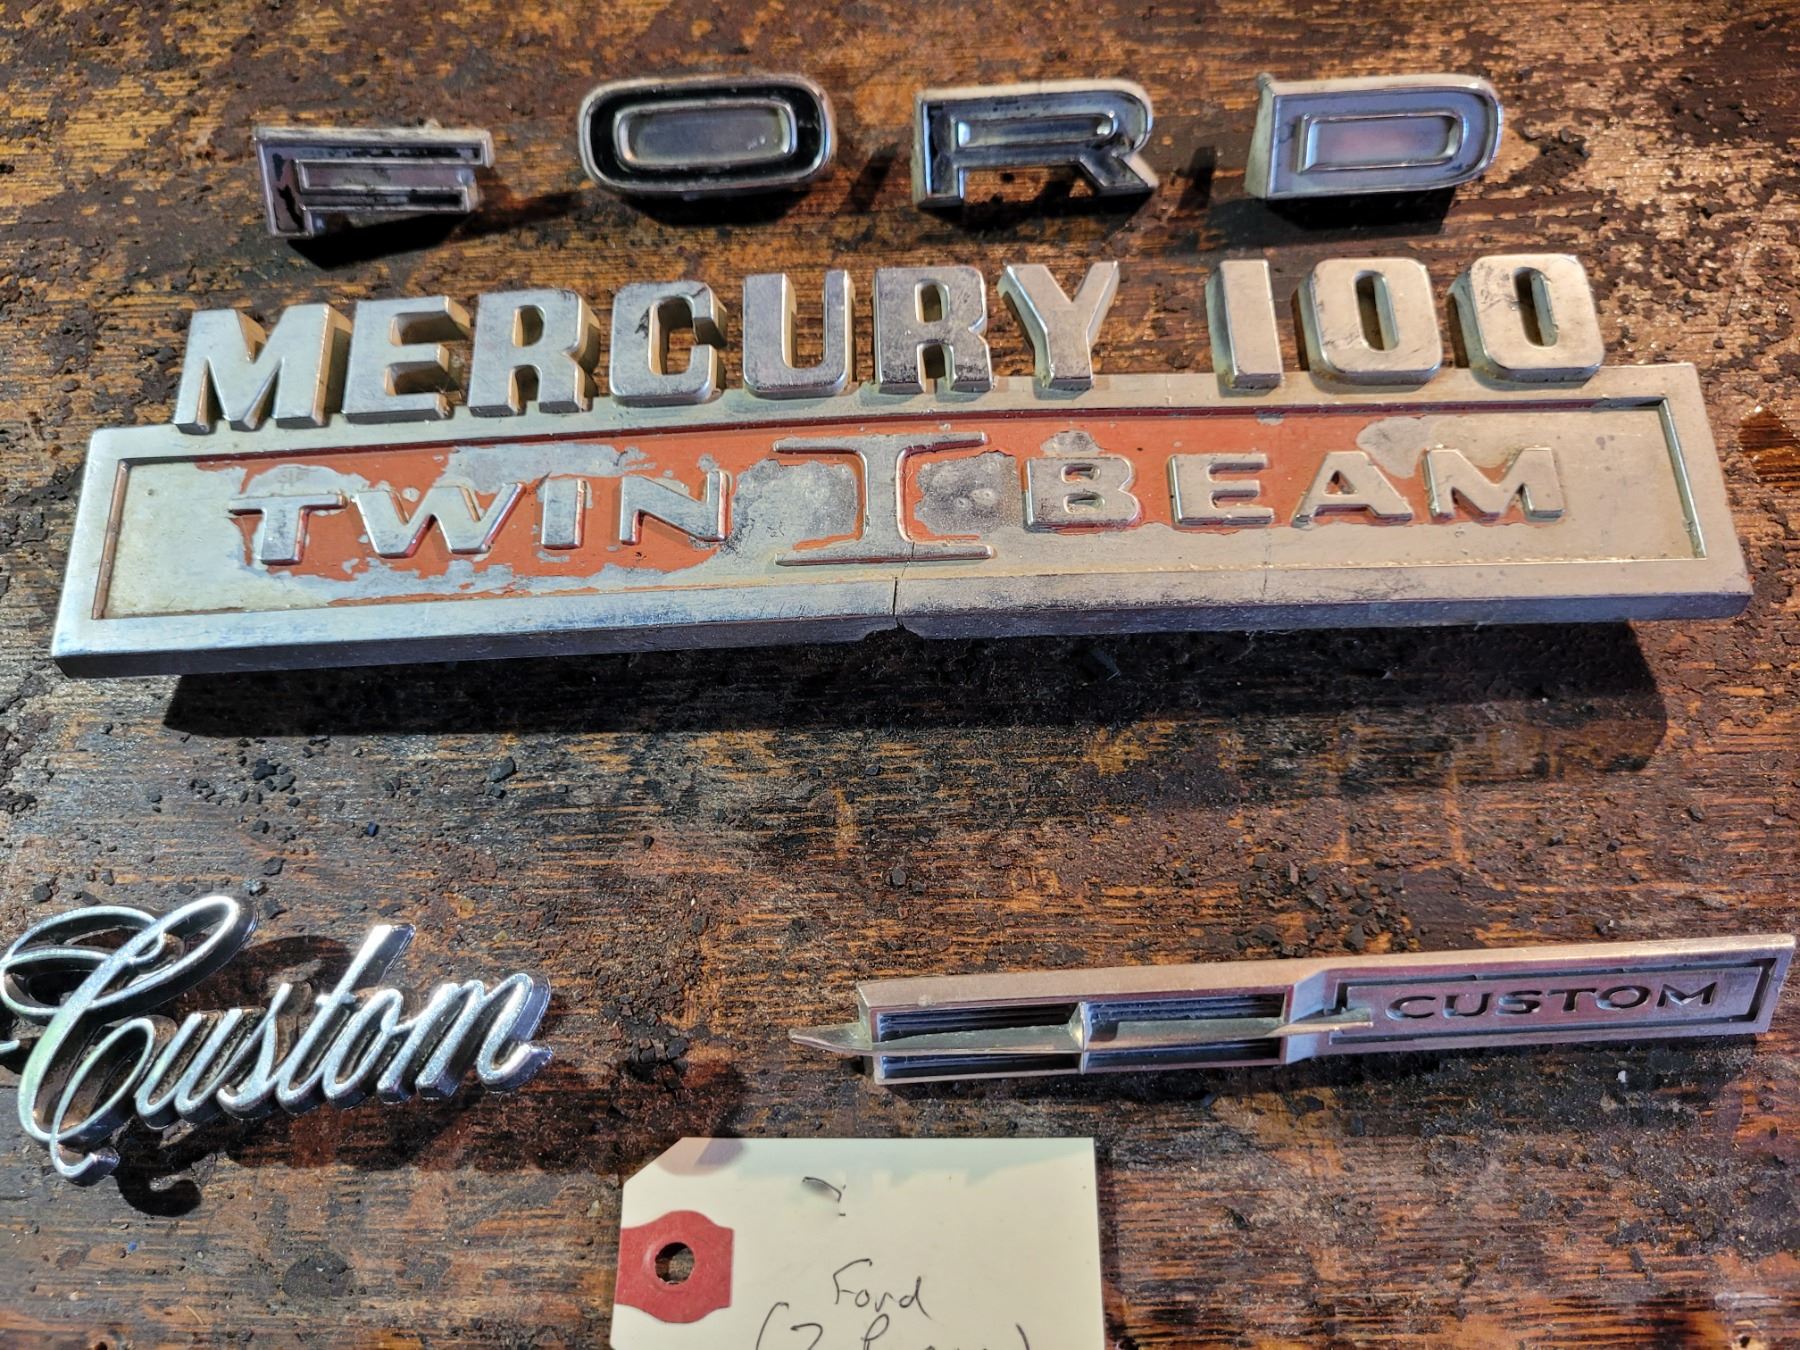 FORD
MERCURY 100
TWIN I BEAM
Custom
CUSTOM
Ford